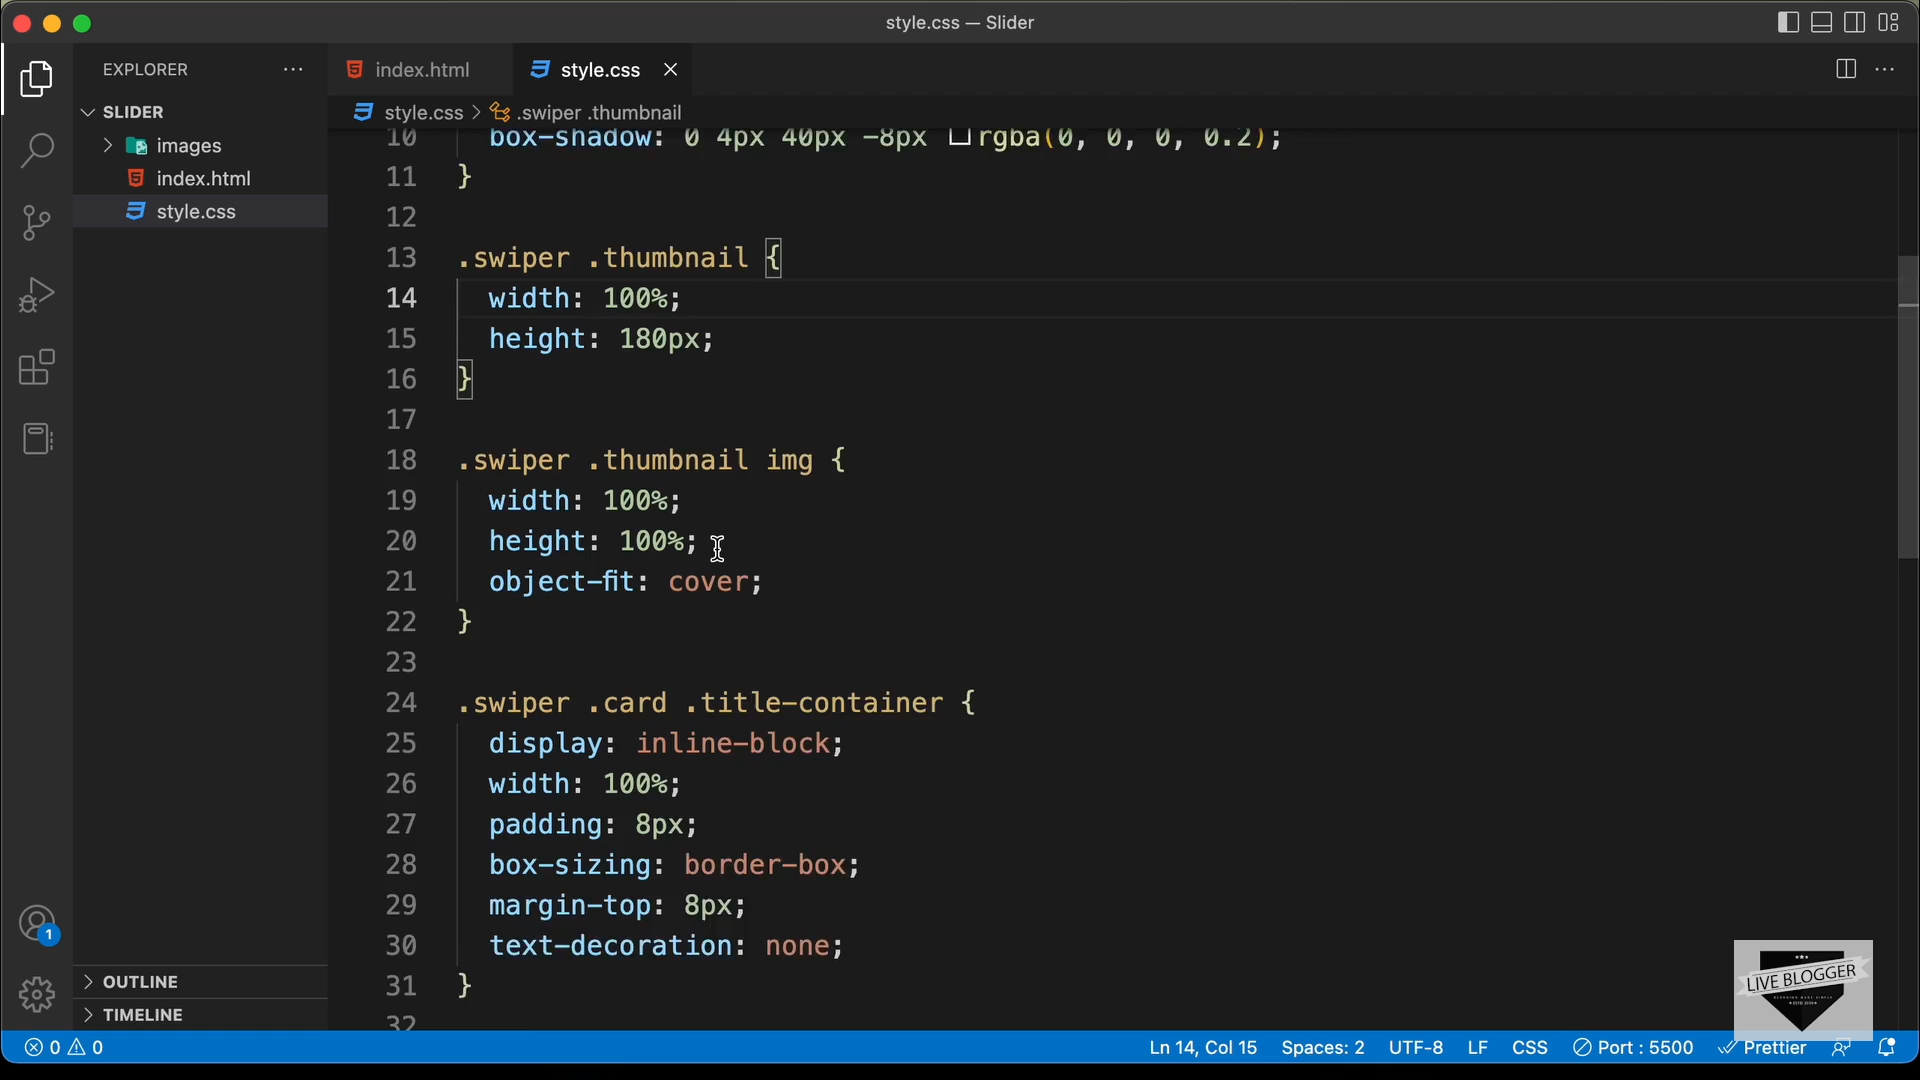 style.css — Slider
EXPLORER
index.html
style.css
SLIDER
style.css > .swiper .thumbnail
images
index.html
style.css
10 box-shadow: 0 4px 40px -8px rgba(0, 0, 0, 0.2);
11 }
12
13 .swiper .thumbnail {
14 width: 100%;
15 height: 180px;
16 }
17
18 .swiper .thumbnail img {
19 width: 100%;
20 height: 100%;
21 object-fit: cover;
22 }
23
24 .swiper .card .title-container {
25 display: inline-block;
26 width: 100%;
27 padding: 8px;
28 box-sizing: border-box;
29 margin-top: 8px;
30 text-decoration: none;
31 }
32
1
OUTLINE
TIMELINE
LIVE BLOGGER
0 0
Ln 14, Col 15
Spaces: 2
UTF-8
LF
CSS
Port : 5500
Prettier